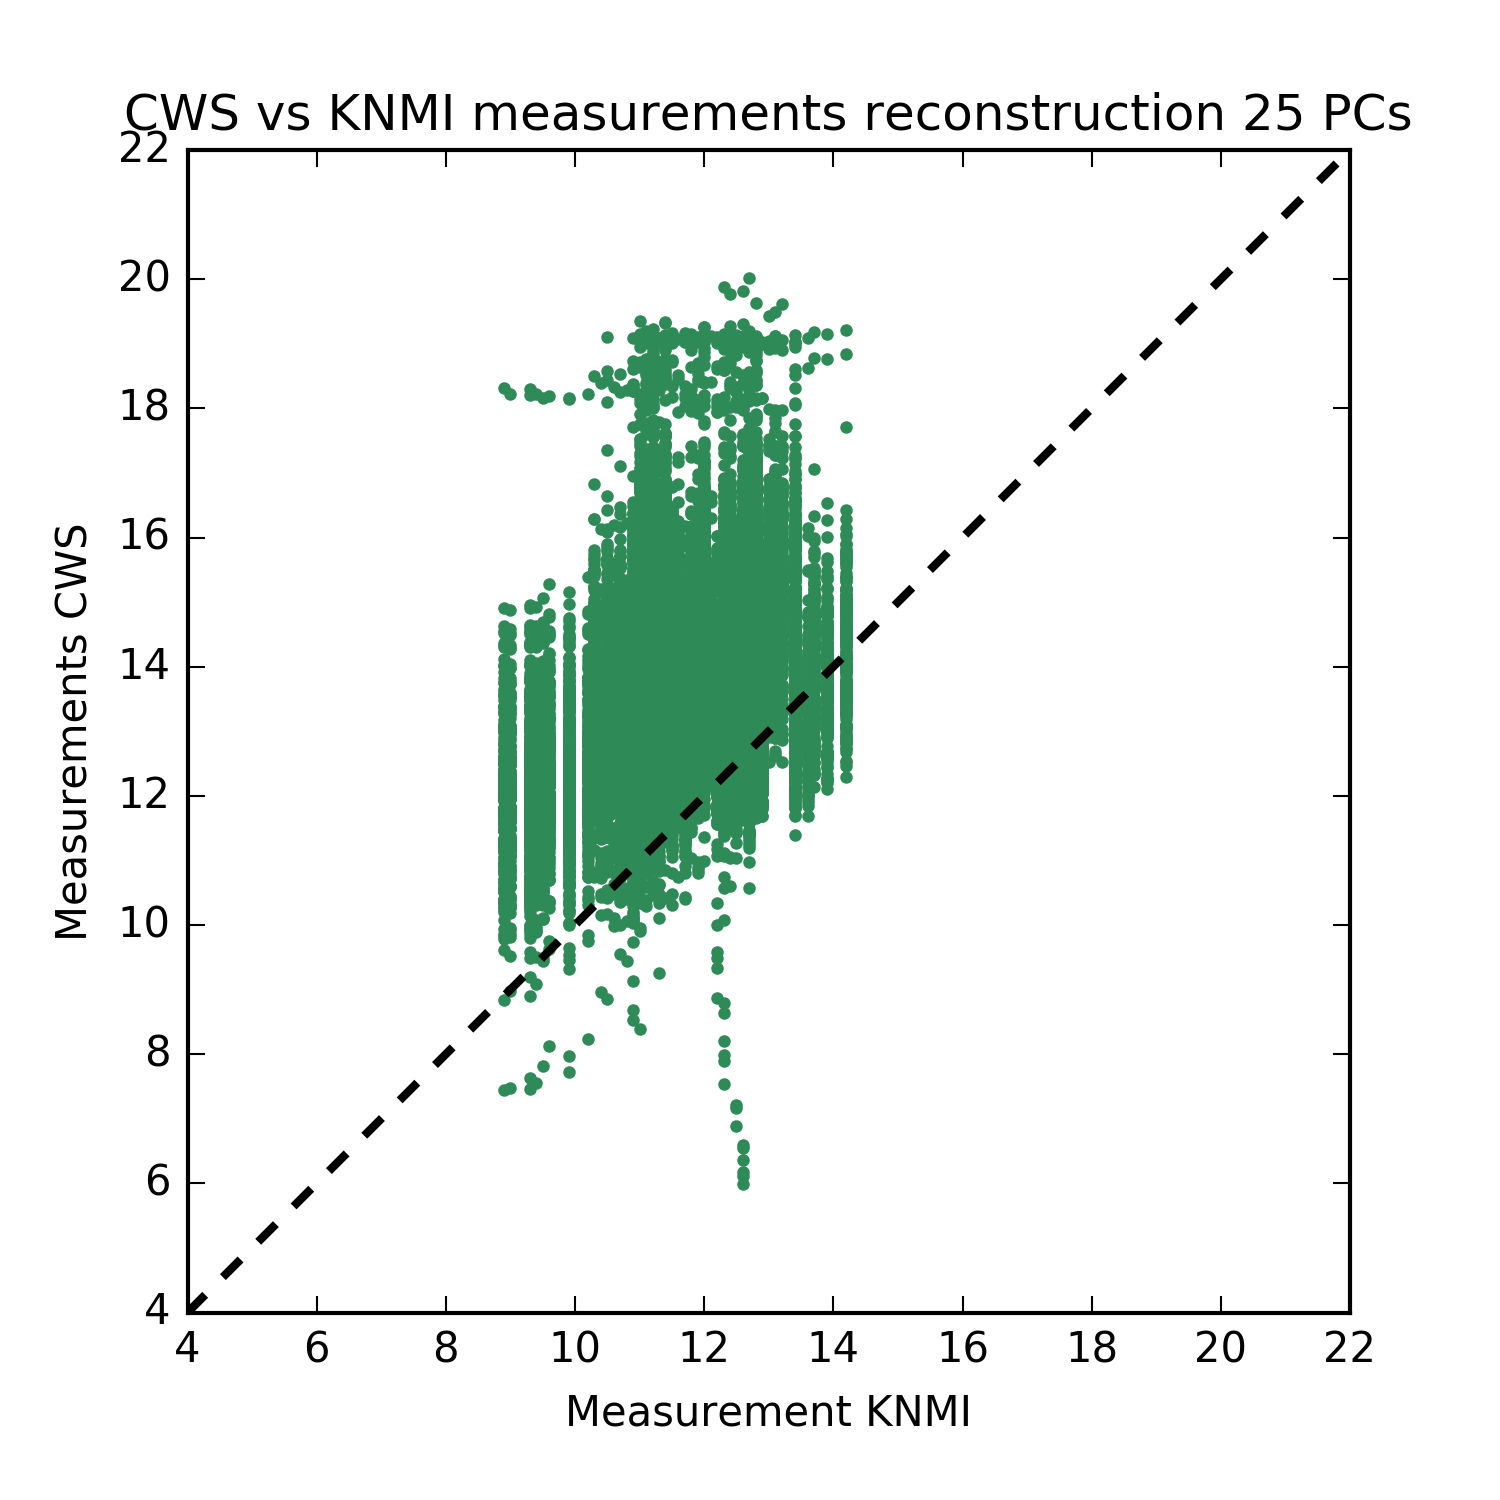 CWS vs KNMI measurements reconstruction 25 PCs
22
20
18
16
14
12
10
8
6
4
Measurements CWS
4 6 8 10 12 14 16 18 20 22
Measurement KNMI